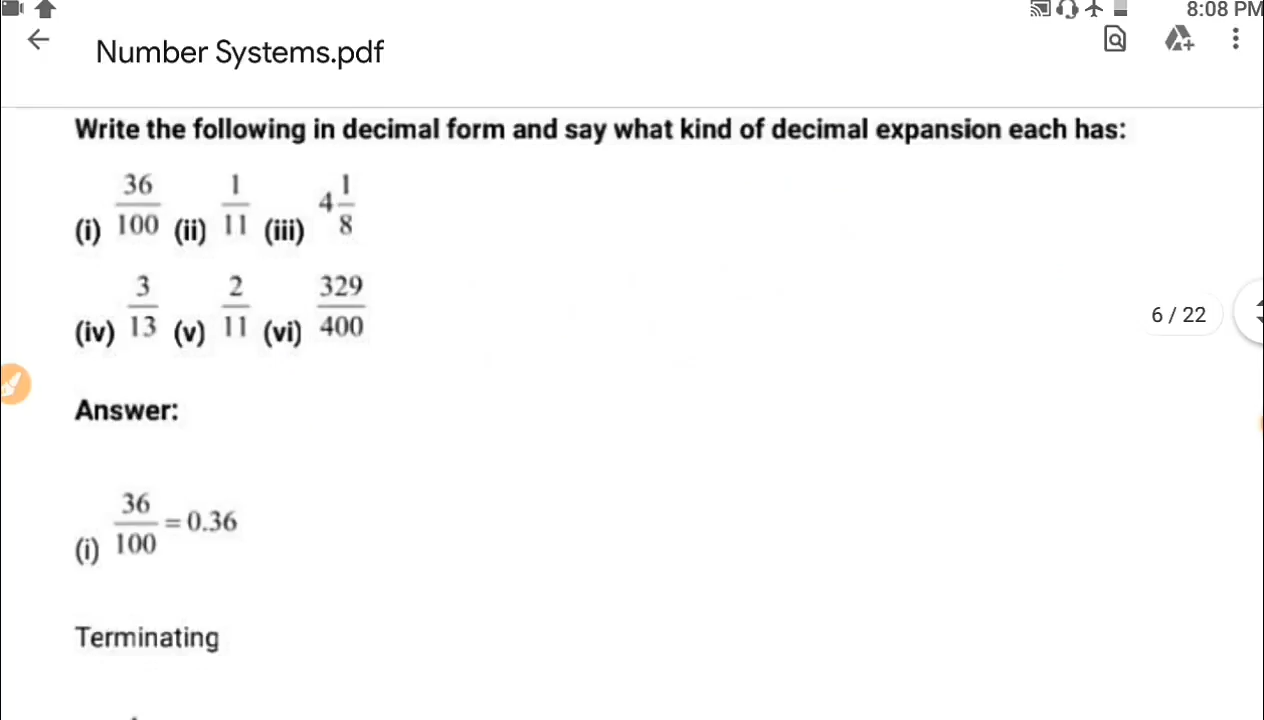 8:08 PM
Number Systems.pdf
Write the following in decimal form and say what kind of decimal expansion each has:
(i) 36/100 (ii) 1/11 (iii) 4 1/8
(iv) 3/13 (v) 2/11 (vi) 329/400
6 / 22
Answer:
(i) 36/100 = 0.36
Terminating